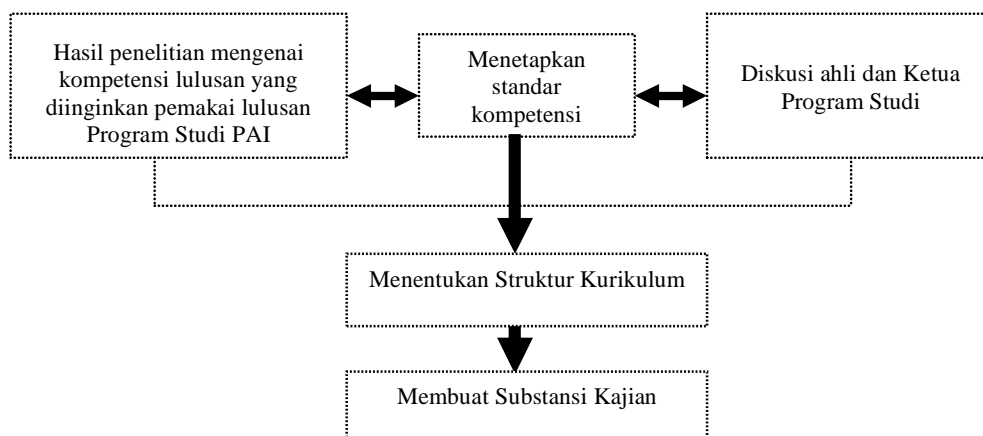 Hasil penelitian mengenai
kompetensi lulusan yang
diinginkan pemakai lulusan
Program Studi PAI
Menetapkan
standar
kompetensi
Diskusi ahli dan Ketua
Program Studi
Menentukan Struktur Kurikulum
Membuat Substansi Kajian